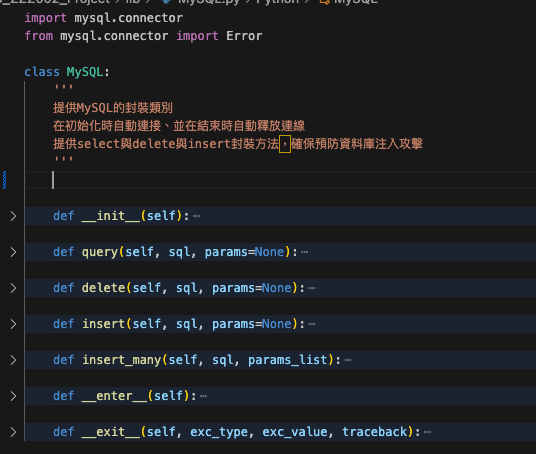 import mysql.connector
from mysql.connector import Error
class MySQL:
'''
提供MySQL的封裝類別
在初始化時自動連接、並在結束時自動釋放連線
提供select與delete與insert封裝方法，確保預防資料庫注入攻擊
'''
def __init__(self):⋯
def query(self, sql, params=None):⋯
def delete(self, sql, params=None):⋯
def insert(self, sql, params=None):⋯
def insert_many(self, sql, params_list):⋯
def __enter__(self):⋯
def __exit__(self, exc_type, exc_value, traceback):⋯